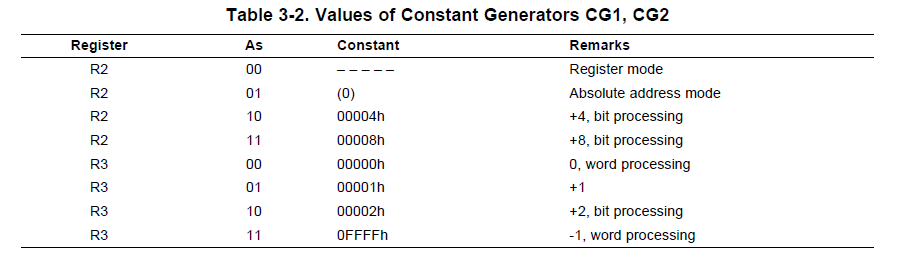 Table 3-2. Values of Constant Generators CG1, CG2
Register As Constant Remarks
R2 00 – – – – – Register mode
R2 01 (0) Absolute address mode
R2 10 00004h +4, bit processing
R2 11 00008h +8, bit processing
R3 00 00000h 0, word processing
R3 01 00001h +1
R3 10 00002h +2, bit processing
R3 11 0FFFFh -1, word processing